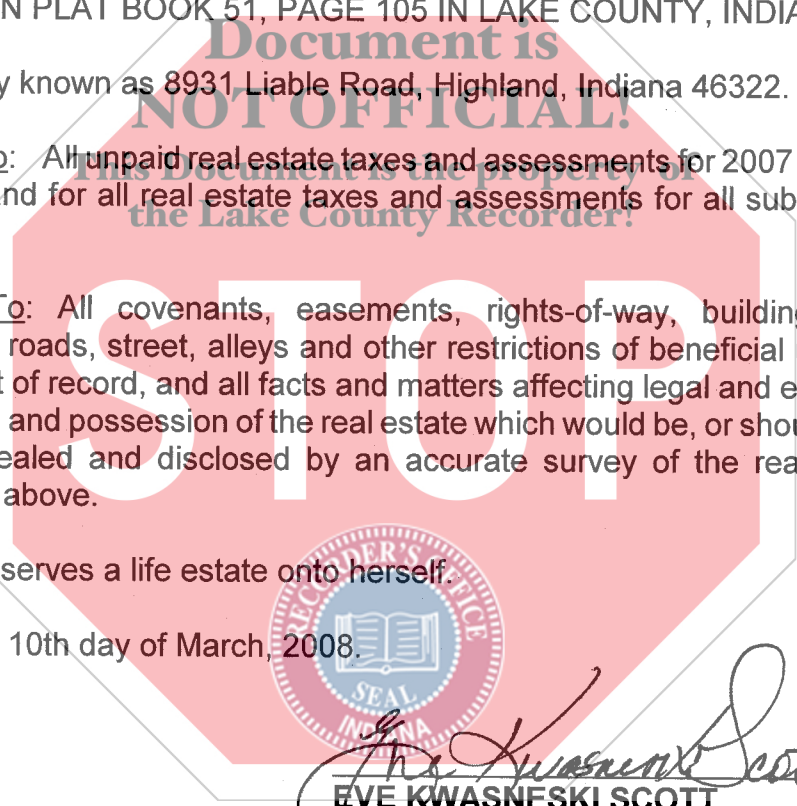 N PLAT BOOK 51, PAGE 105 IN LAKE COUNTY, INDIA
Document is
y known as 8931 Liable Road, Highland, Indiana 46322.
NOT OFFICIAL!
o: All unpaid real estate taxes and assessments for 2007
This Document is the property of
nd for all real estate taxes and assessments for all sub
the Lake County Recorder!
To: All covenants, easements, rights-of-way, building
roads, street, alleys and other restrictions of beneficial
t of record, and all facts and matters affecting legal and e
and possession of the real estate which would be, or shou
ealed and disclosed by an accurate survey of the rea
above.
STOP
serves a life estate onto herself.
10th day of March, 2008.
RECORDER'S OFFICE
SEAL
INDIANA
Eve Kwasneski Scott
EVE KWASNESKI SCOTT